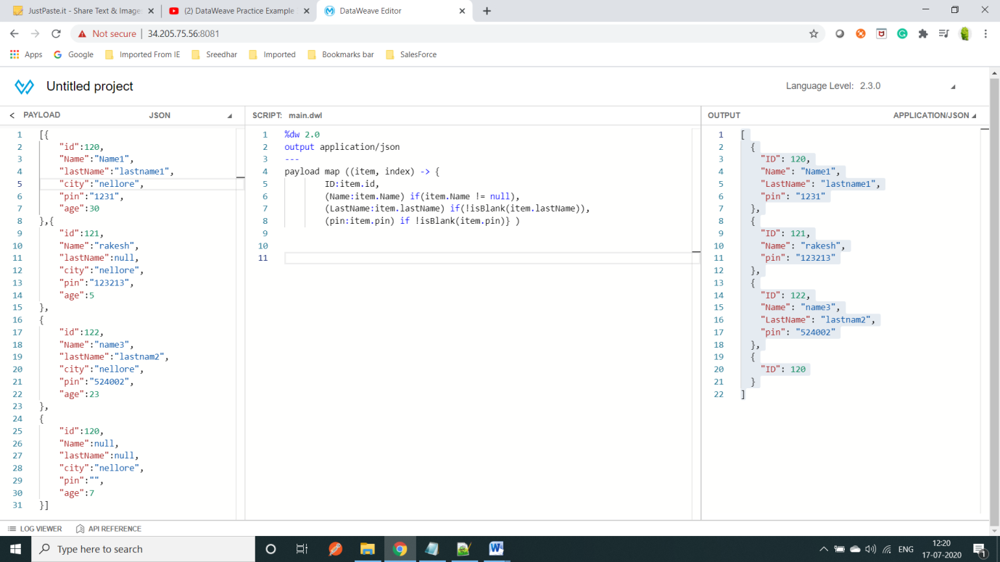 JustPaste.it - Share Text & Image
(2) DataWeave Practice Example
DataWeave Editor
Not secure | 34.205.75.56:8081
Apps Google Imported From IE Sreedhar Imported Bookmarks bar SalesForce
Untitled project
Language Level: 2.3.0
< PAYLOAD JSON
1 [{
2 "id":120,
3 "Name":"Name1",
4 "lastName":"lastname1",
5 "city":"nellore",
6 "pin":"1231",
7 "age":30
8 },{
9 "id":121,
10 "Name":"rakesh",
11 "lastName":null,
12 "city":"nellore",
13 "pin":"123213",
14 "age":5
15 },
16 {
17 "id":122,
18 "Name":"name3",
19 "lastName":"lastnam2",
20 "city":"nellore",
21 "pin":"524002",
22 "age":23
23 },
24 {
25 "id":120,
26 "Name":null,
27 "lastName":null,
28 "city":"nellore",
29 "pin":"",
30 "age":7
31 }]
SCRIPT: main.dwl
1 %dw 2.0
2 output application/json
3 ---
4 payload map ((item, index) -> {
5 ID:item.id,
6 (Name:item.Name) if(item.Name != null),
7 (LastName:item.lastName) if(!isBlank(item.lastName)),
8 (pin:item.pin) if !isBlank(item.pin)} )
9
10
11
OUTPUT APPLICATION/JSON
1 [
2 {
3 "ID": 120,
4 "Name": "Name1",
5 "LastName": "lastname1",
6 "pin": "1231"
7 },
8 {
9 "ID": 121,
10 "Name": "rakesh",
11 "pin": "123213"
12 },
13 {
14 "ID": 122,
15 "Name": "name3",
16 "LastName": "lastnam2",
17 "pin": "524002"
18 },
19 {
20 "ID": 120
21 }
22 ]
LOG VIEWER API REFERENCE
Type here to search
ENG
12:20
17-07-2020
1